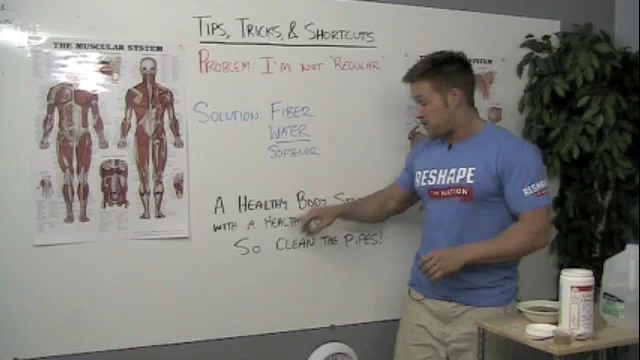 TIPS, TRICKS, & SHORTCUTS
THE MUSCULAR SYSTEM
PROBLEM: I'M NOT 'REGULAR'
SOLUTION: FIBER
WATER
SOFTENER
A HEALTHY BODY
WITH A HEALTHY
SO CLEAN THE PIPES!
RESHAPE
THE NATION
RESHAPE